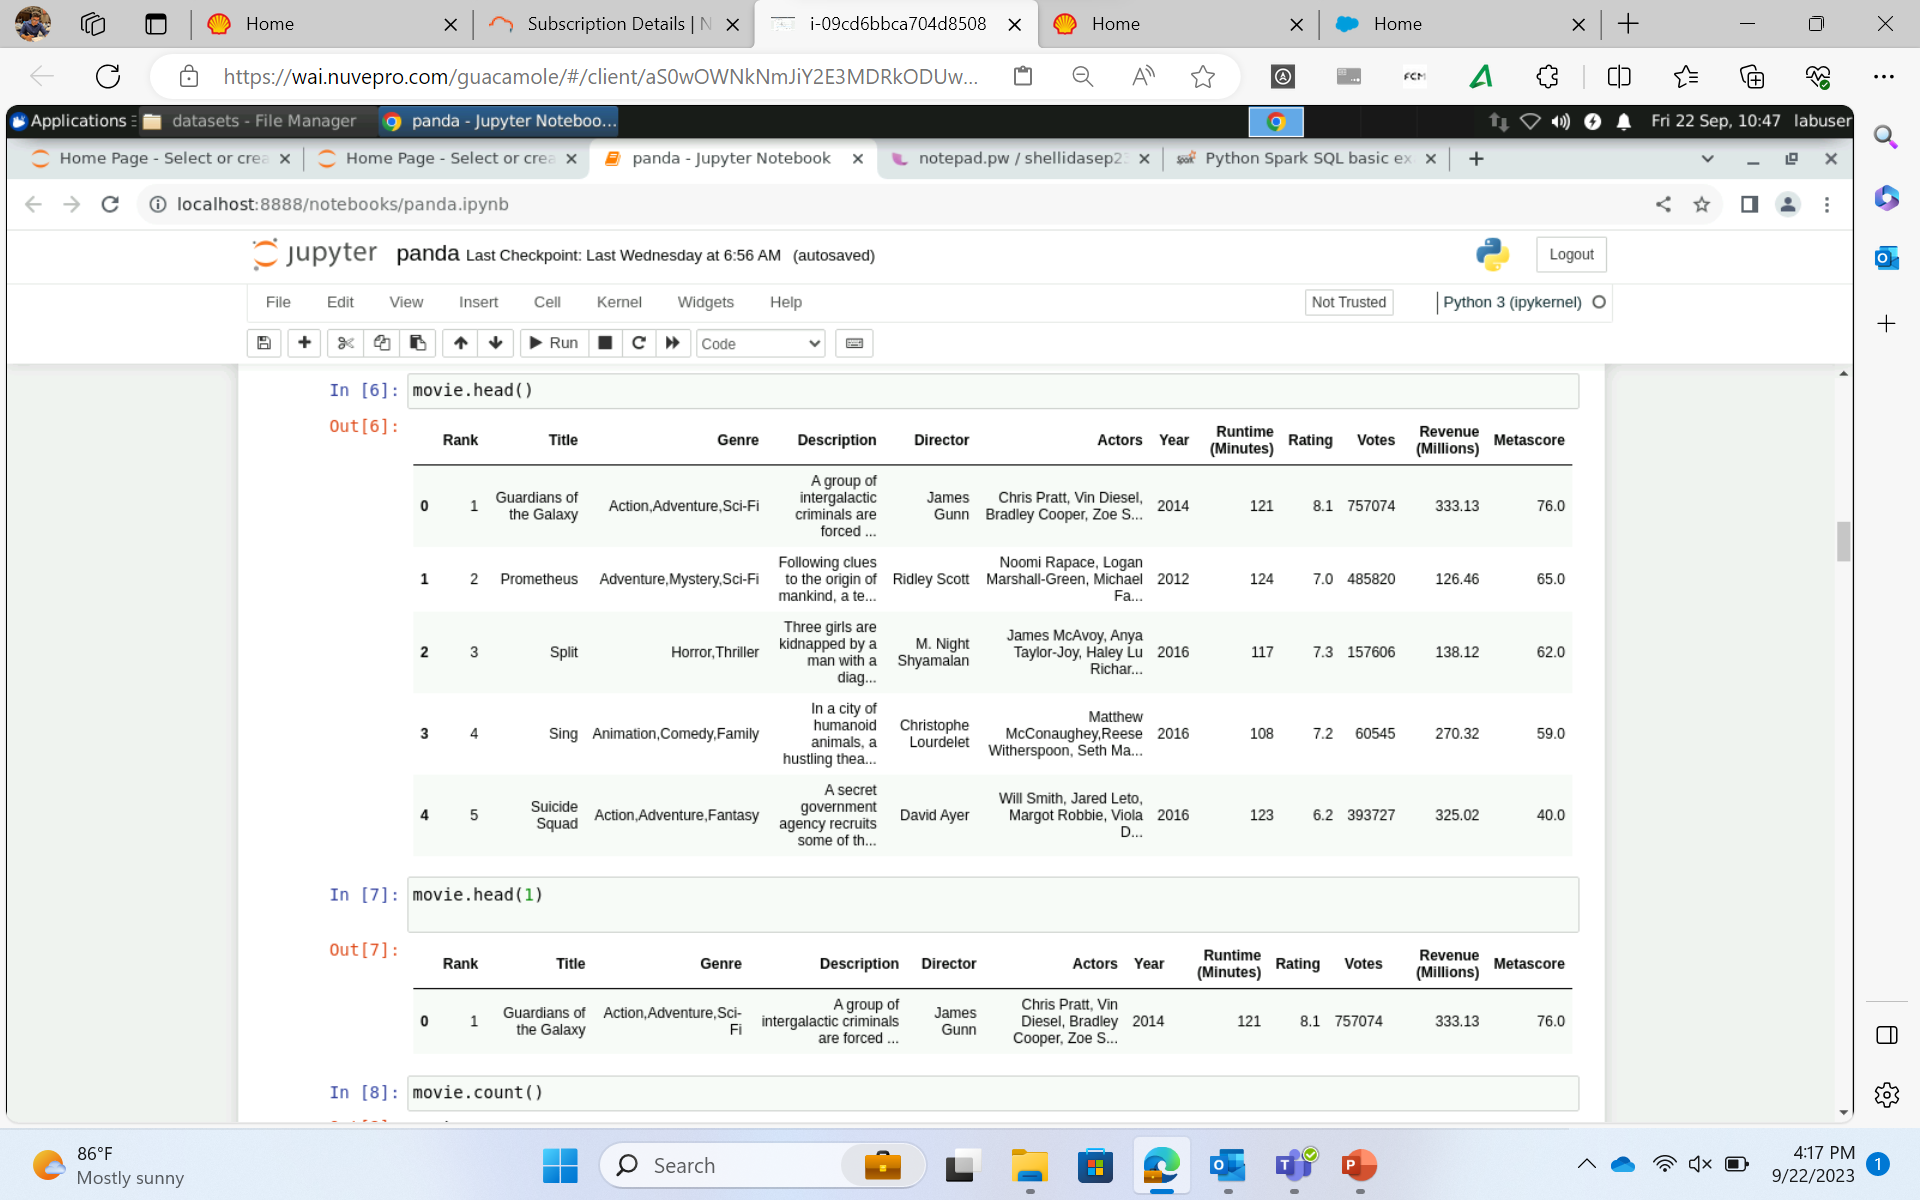 Home
Subscription Details | N
i-09cd6bbca704d8508
Home
Home
https://wai.nuvepro.com/guacamole/#/client/aS0wOWNkNmJiY2E3MDRkODUw...
FCM
Applications
datasets - File Manager
panda - Jupyter Noteboo...
Fri 22 Sep, 10:47 labuser
Home Page - Select or crea
Home Page - Select or crea
panda - Jupyter Notebook
notepad.pw / shellidasep23
Python Spark SQL basic ex
localhost:8888/notebooks/panda.ipynb
jupyter panda Last Checkpoint: Last Wednesday at 6:56 AM (autosaved)
Logout
File Edit View Insert Cell Kernel Widgets Help
Not Trusted
Python 3 (ipykernel)
Run
Code
In [6]: movie.head()
Out[6]:
Rank Title Genre Description Director Actors Year Runtime (Minutes) Rating Votes Revenue (Millions) Metascore
0 1 Guardians of the Galaxy Action,Adventure,Sci-Fi A group of intergalactic criminals are forced ... James Gunn Chris Pratt, Vin Diesel, Bradley Cooper, Zoe S... 2014 121 8.1 757074 333.13 76.0
1 2 Prometheus Adventure,Mystery,Sci-Fi Following clues to the origin of mankind, a te... Ridley Scott Noomi Rapace, Logan Marshall-Green, Michael Fa... 2012 124 7.0 485820 126.46 65.0
2 3 Split Horror,Thriller Three girls are kidnapped by a man with a diag... M. Night Shyamalan James McAvoy, Anya Taylor-Joy, Haley Lu Richar... 2016 117 7.3 157606 138.12 62.0
3 4 Sing Animation,Comedy,Family In a city of humanoid animals, a hustling thea... Christophe Lourdelet Matthew McConaughey,Reese Witherspoon, Seth Ma... 2016 108 7.2 60545 270.32 59.0
4 5 Suicide Squad Action,Adventure,Fantasy A secret government agency recruits some of th... David Ayer Will Smith, Jared Leto, Margot Robbie, Viola D... 2016 123 6.2 393727 325.02 40.0
In [7]: movie.head(1)
Out[7]:
Rank Title Genre Description Director Actors Year Runtime (Minutes) Rating Votes Revenue (Millions) Metascore
0 1 Guardians of the Galaxy Action,Adventure,Sci-Fi A group of intergalactic criminals are forced ... James Gunn Chris Pratt, Vin Diesel, Bradley Cooper, Zoe S... 2014 121 8.1 757074 333.13 76.0
In [8]: movie.count()
86°F
Mostly sunny
Search
4:17 PM
9/22/2023
1